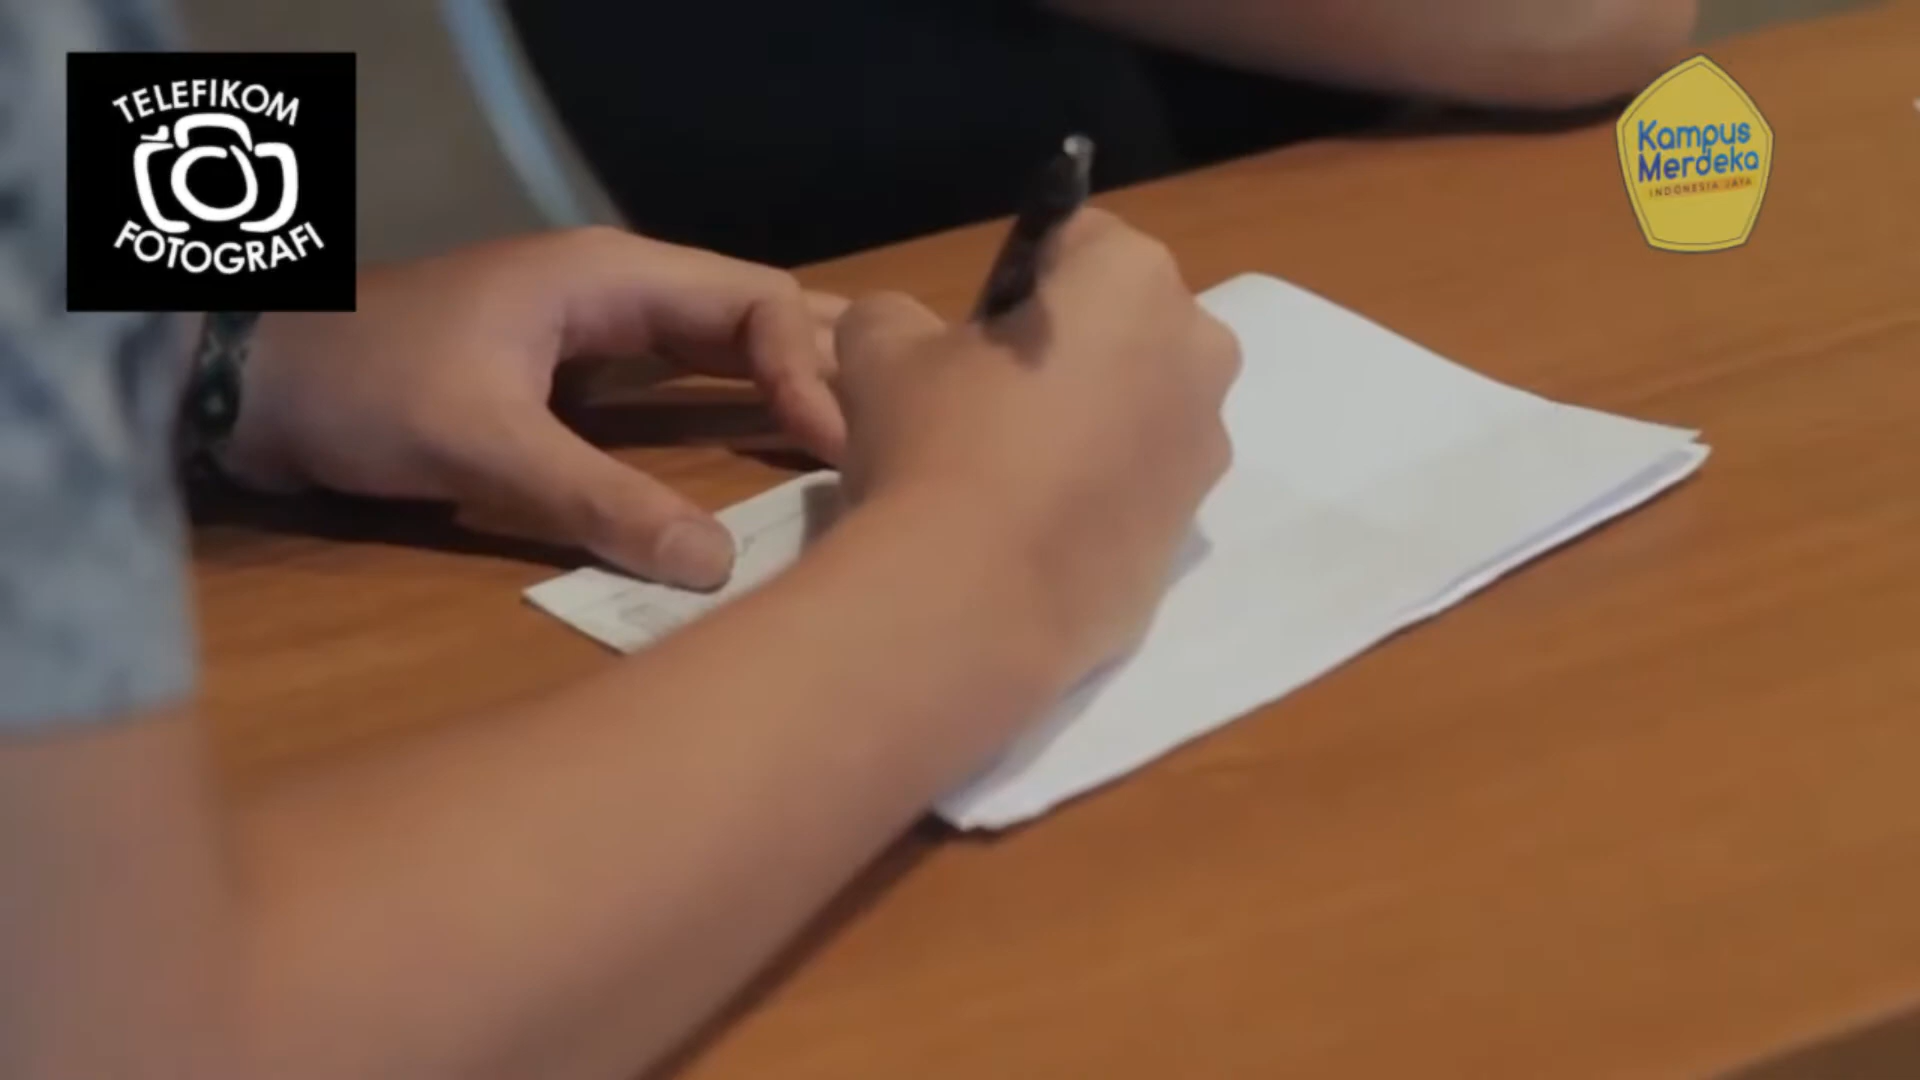 TELEFIKOM
FOTOGRAFI
Kampus
Merdeka
INDONESIA JAYA